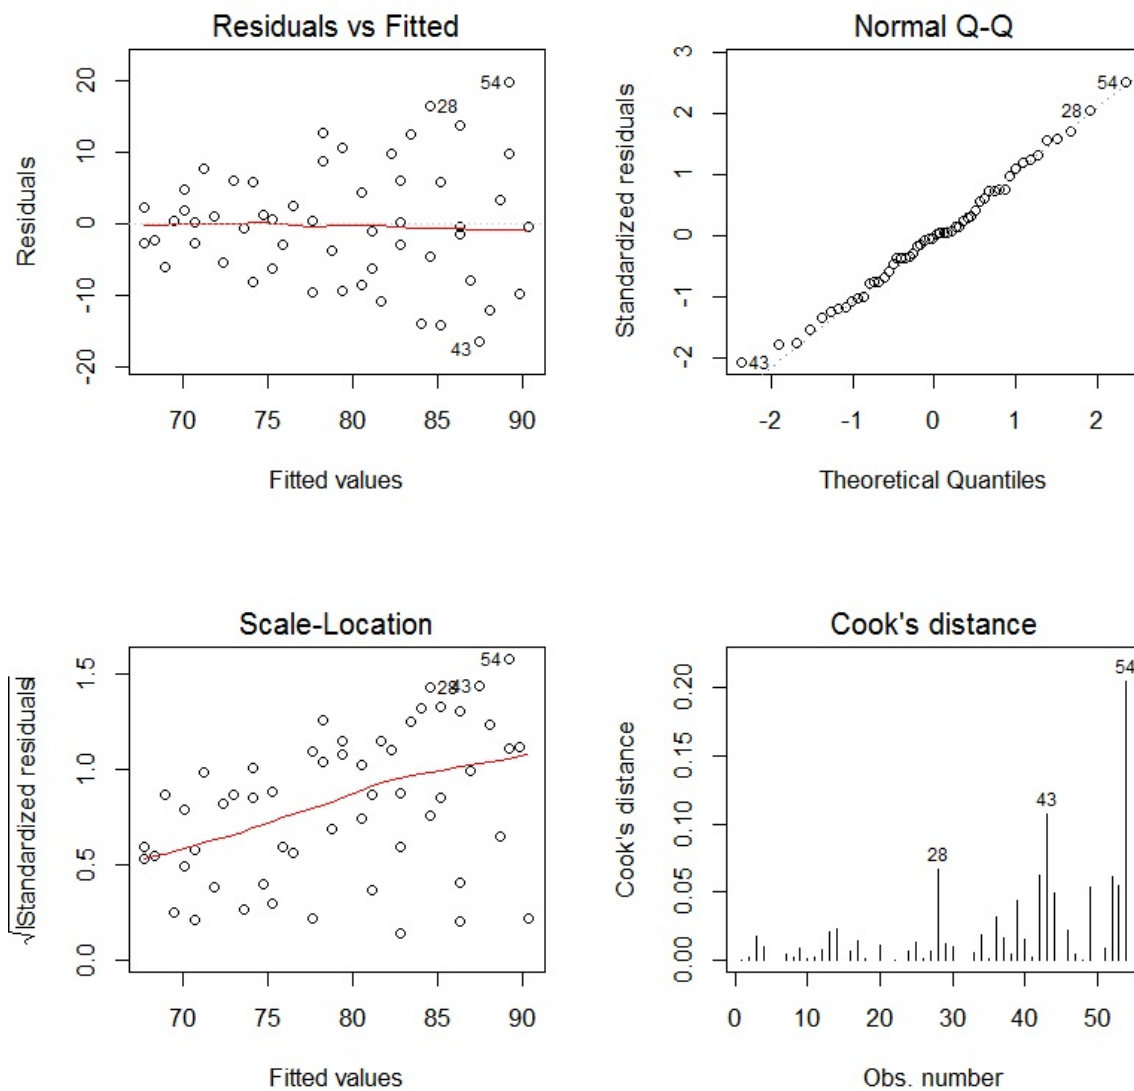 Residuals vs Fitted
Residuals
20
10
0
-10
-20
54
28
43
70 75 80 85 90
Fitted values
Normal Q-Q
Standardized residuals
3
2
1
0
-1
-2
54
28
43
-2 -1 0 1 2
Theoretical Quantiles
Scale-Location
√|Standardized residuals|
1.5
1.0
0.5
0.0
54
28
43
70 75 80 85 90
Fitted values
Cook's distance
Cook's distance
0.20
0.15
0.10
0.05
0.00
54
43
28
0 10 20 30 40 50
Obs. number